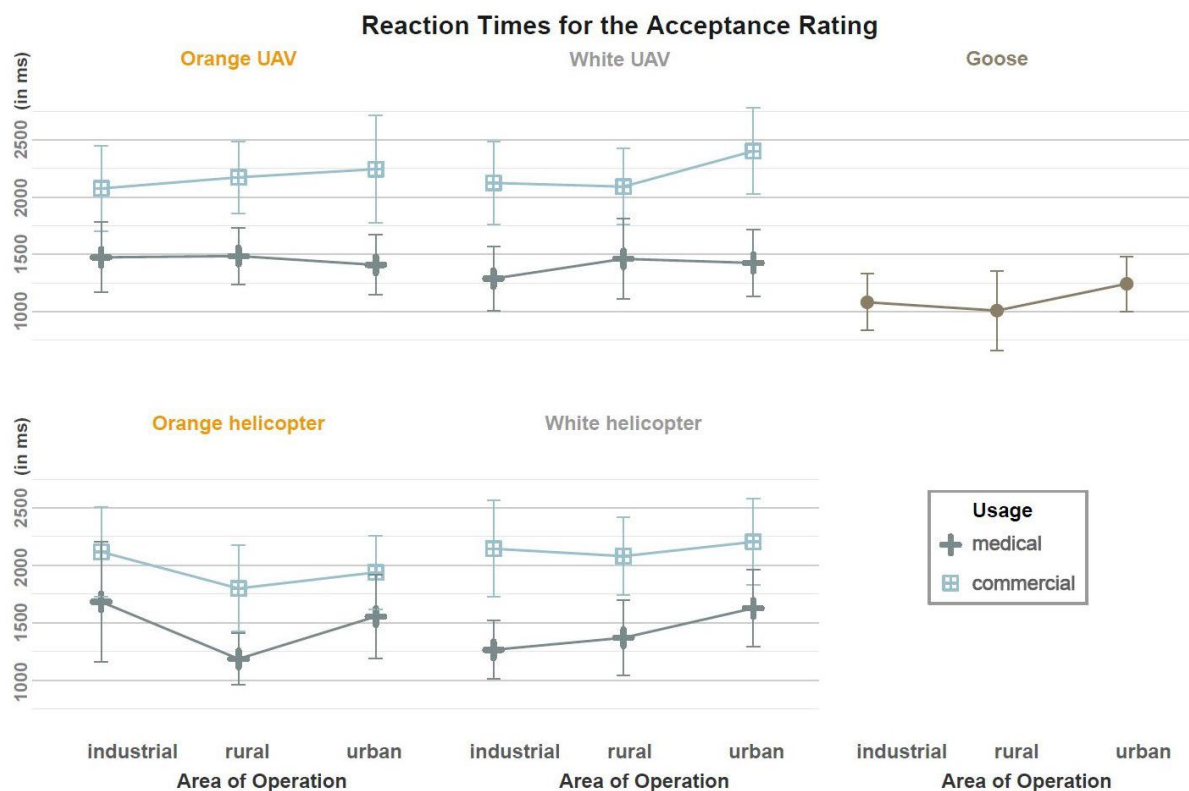 Reaction Times for the Acceptance Rating
Orange UAV White UAV Goose
(in ms)
2500
2000
1500
1000
Orange helicopter White helicopter
(in ms)
2500
2000
1500
1000
Usage
medical
commercial
industrial rural urban industrial rural urban industrial rural urban
Area of Operation Area of Operation Area of Operation